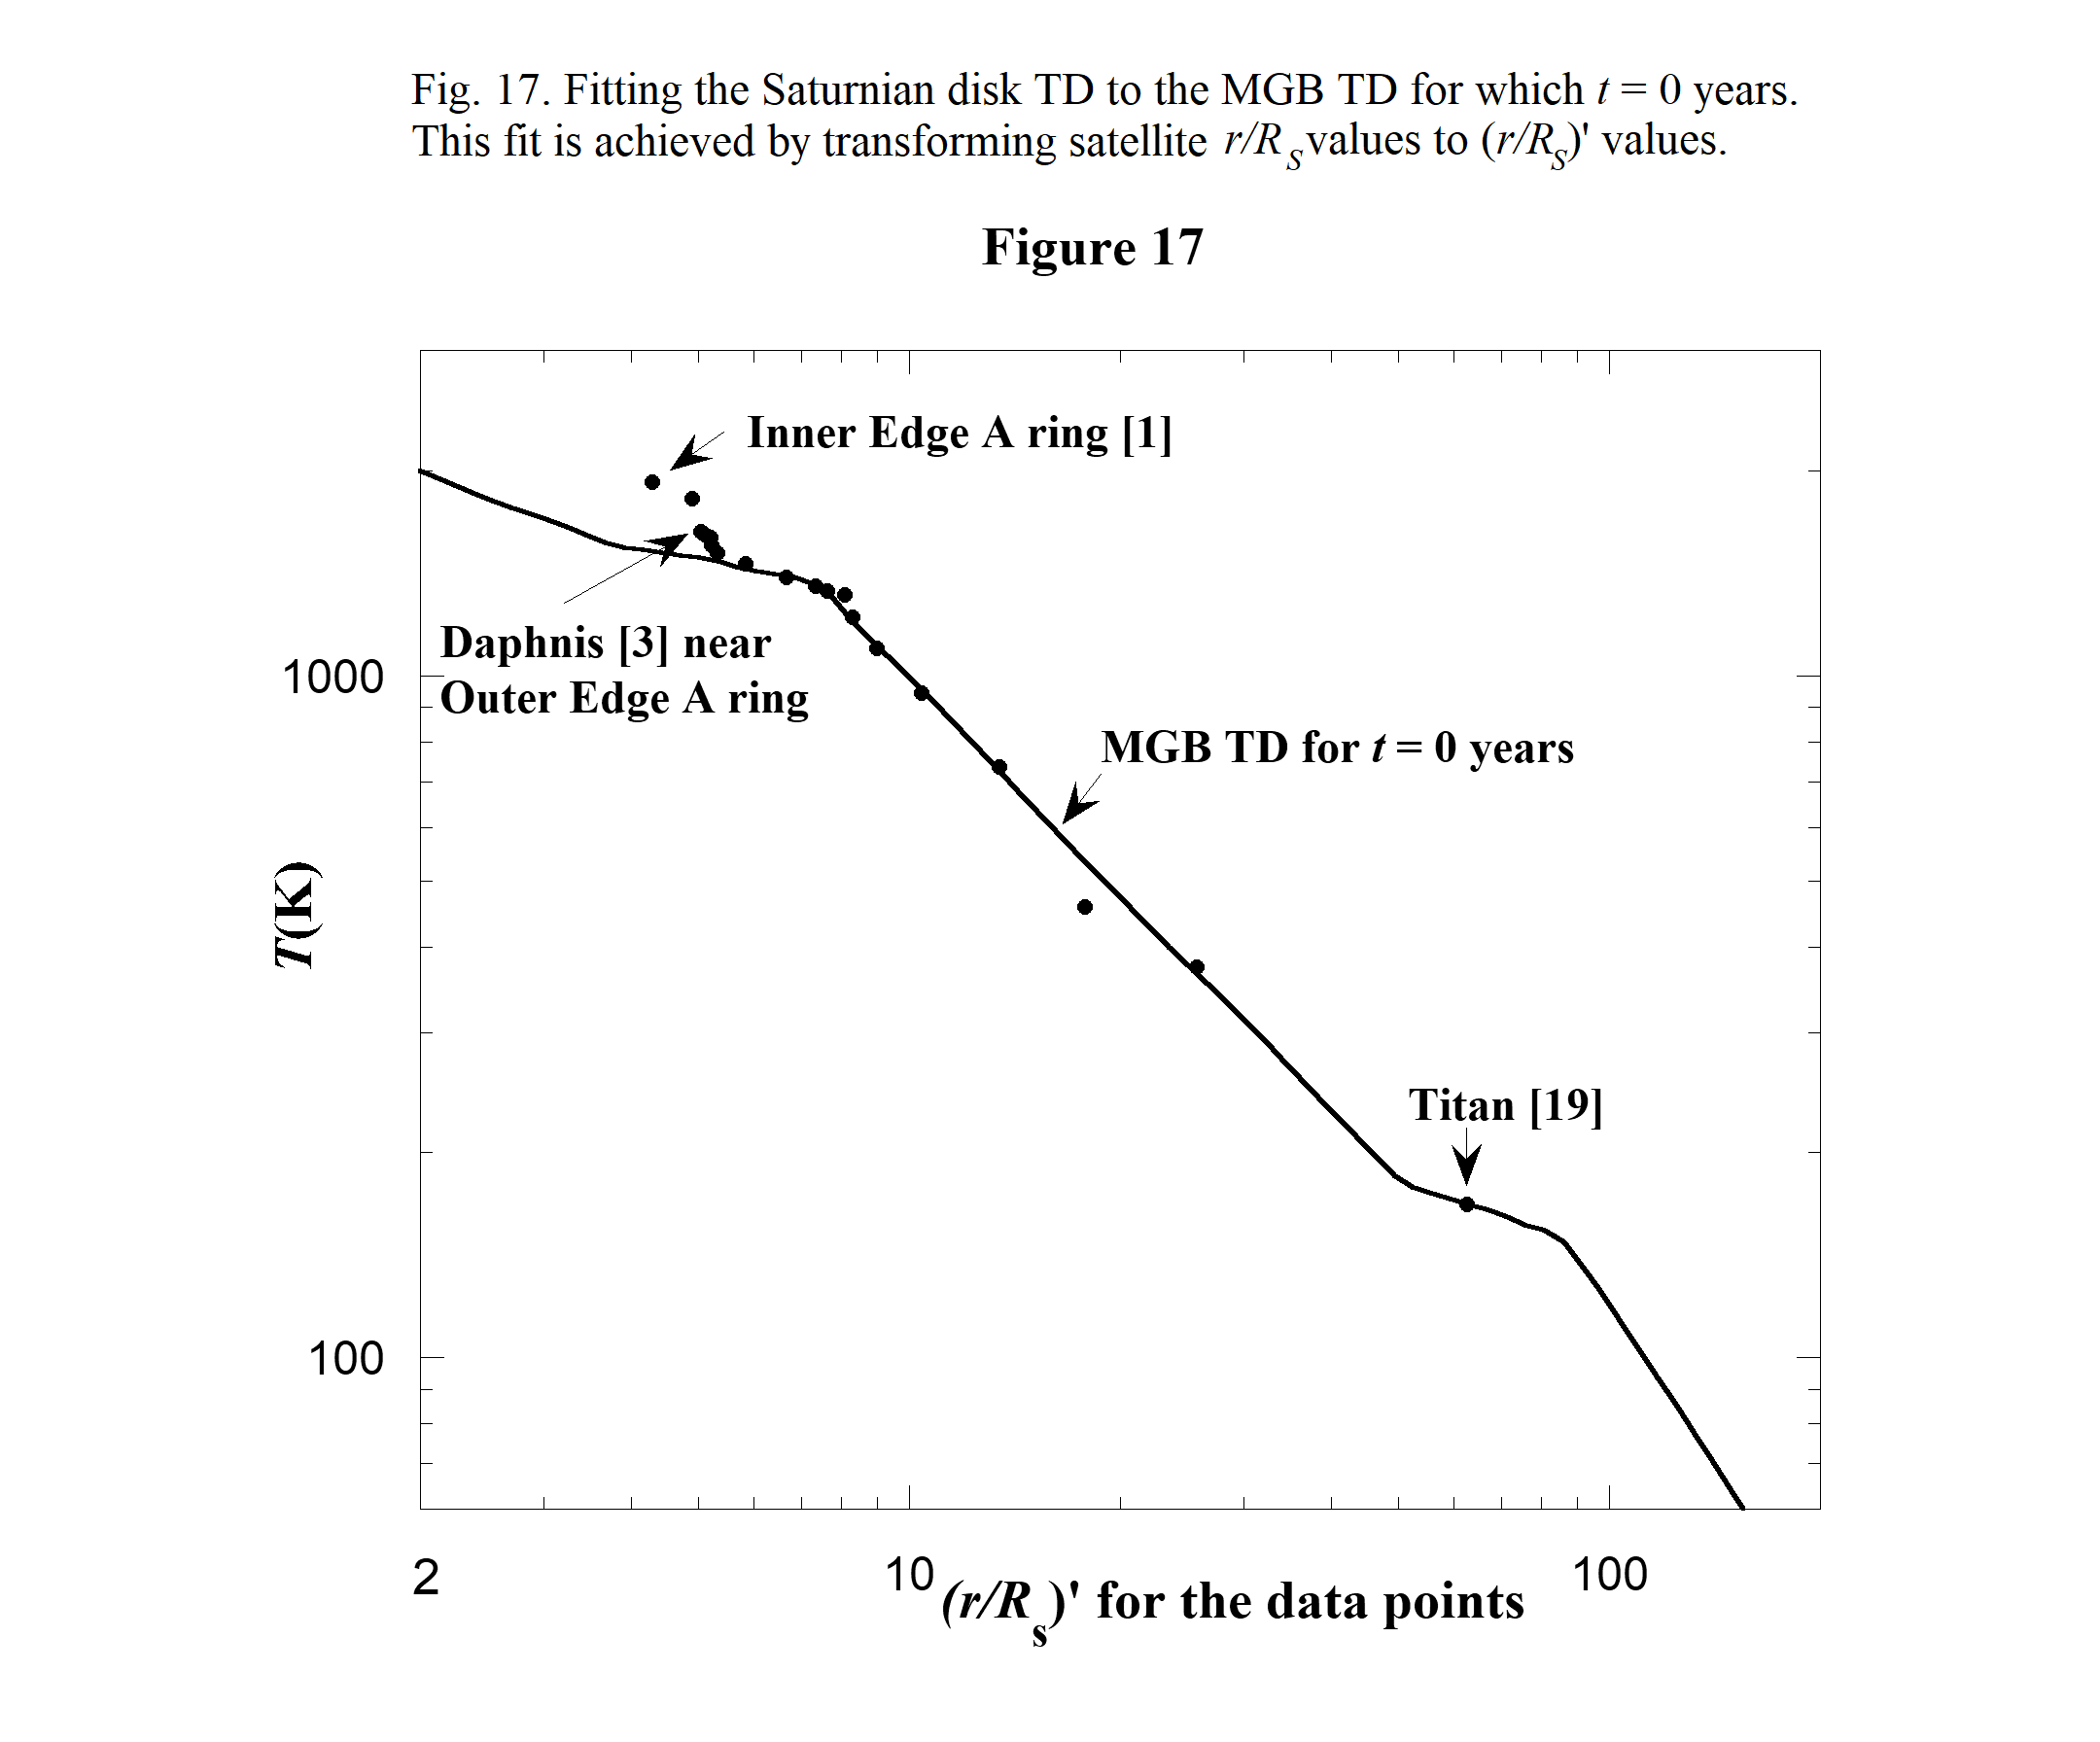 Fig. 17. Fitting the Saturnian disk TD to the MGB TD for which t = 0 years.
This fit is achieved by transforming satellite r/R S values to (r/RS)' values.
Figure 17
Inner Edge A ring [1]
Daphnis [3] near
Outer Edge A ring
1000
MGB TD for t = 0 years
T(K)
Titan [19]
100
2
10
100
(r/Rs)' for the data points